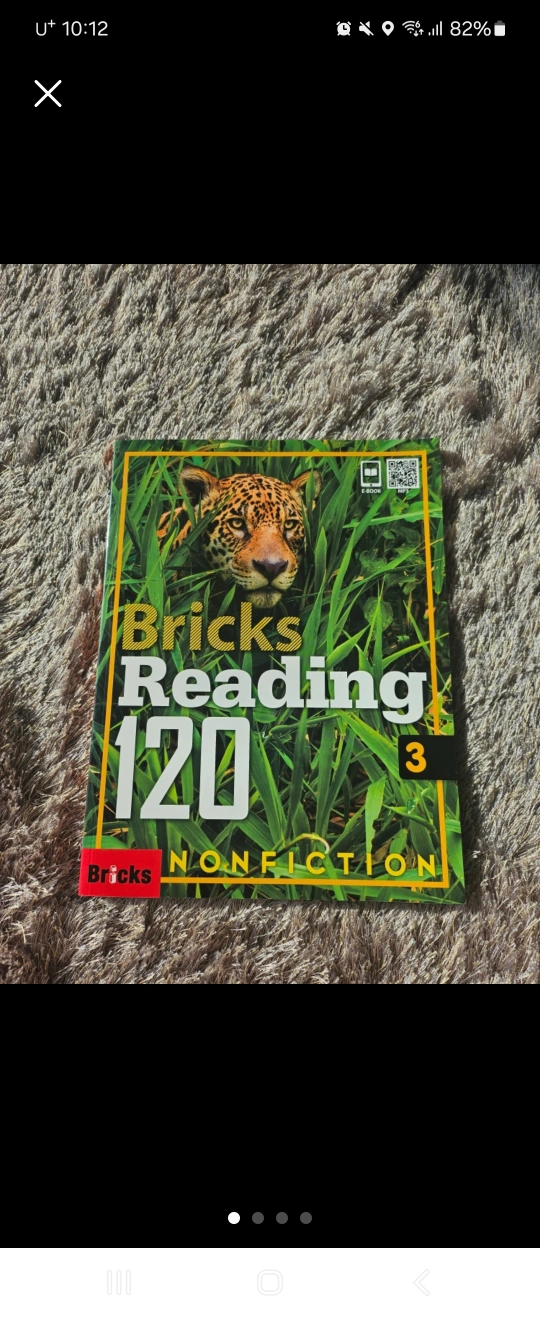 U+ 10:12 82%
E-BOOK MP3
Bricks
Reading
120
3
Bricks NONFICTION